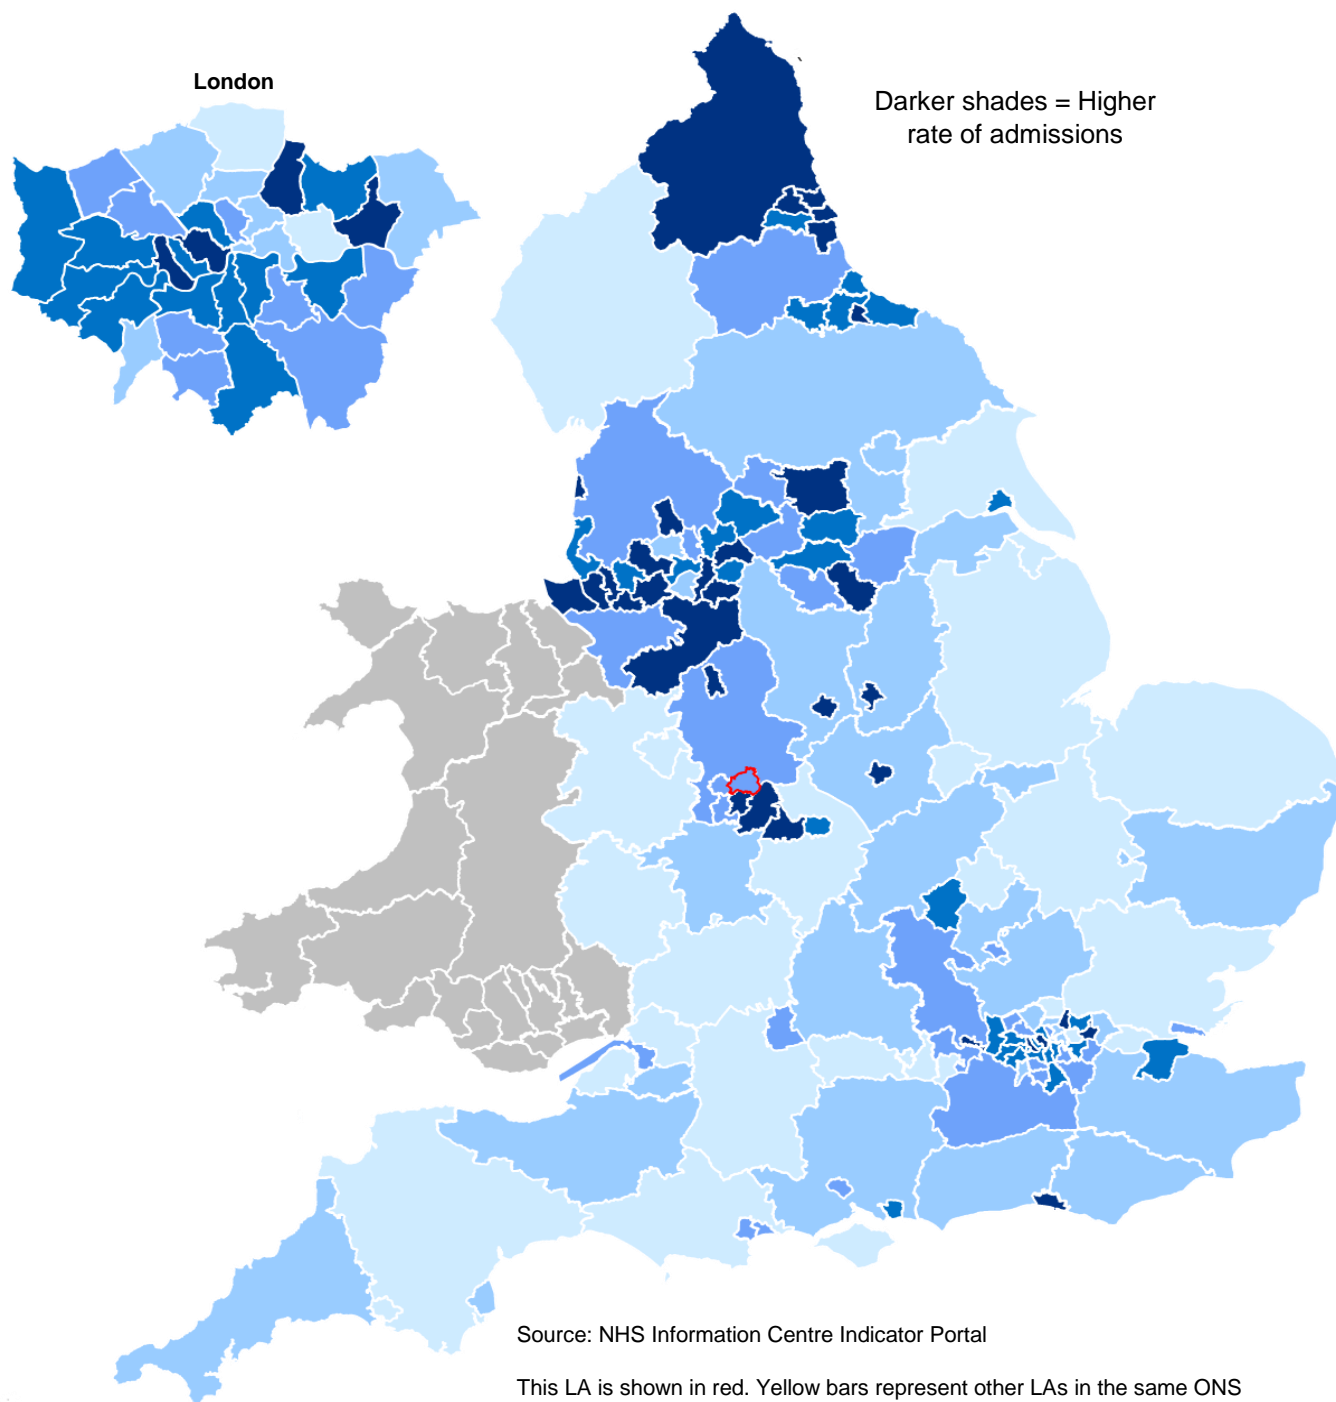 London
Darker shades = Higher
rate of admissions
Source: NHS Information Centre Indicator Portal
This LA is shown in red. Yellow bars represent other LAs in the same ONS